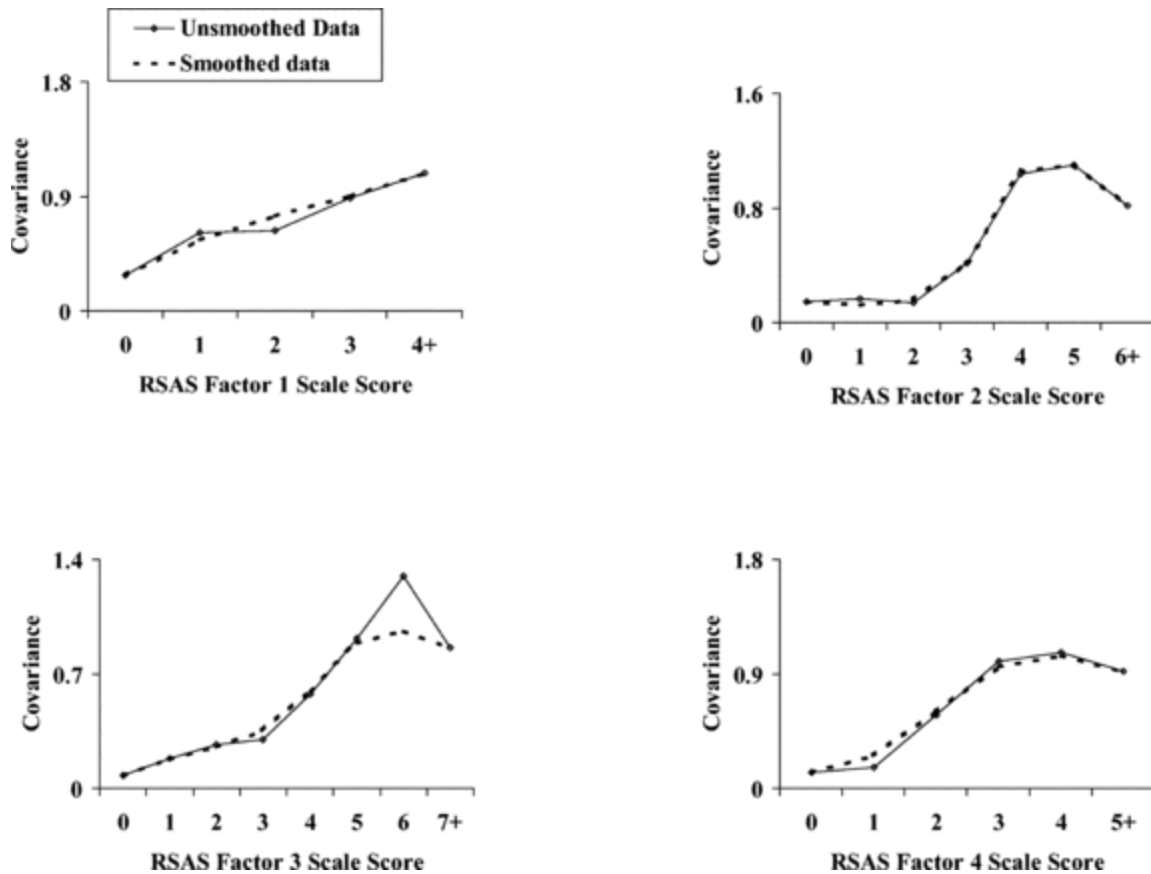 Unsmoothed Data
Smoothed data
1.8
0.9
0
Covariance
0 1 2 3 4+
RSAS Factor 1 Scale Score
1.6
0.8
0
Covariance
0 1 2 3 4 5 6+
RSAS Factor 2 Scale Score
1.4
0.7
0
Covariance
0 1 2 3 4 5 6 7+
RSAS Factor 3 Scale Score
1.8
0.9
0
Covariance
0 1 2 3 4 5+
RSAS Factor 4 Scale Score